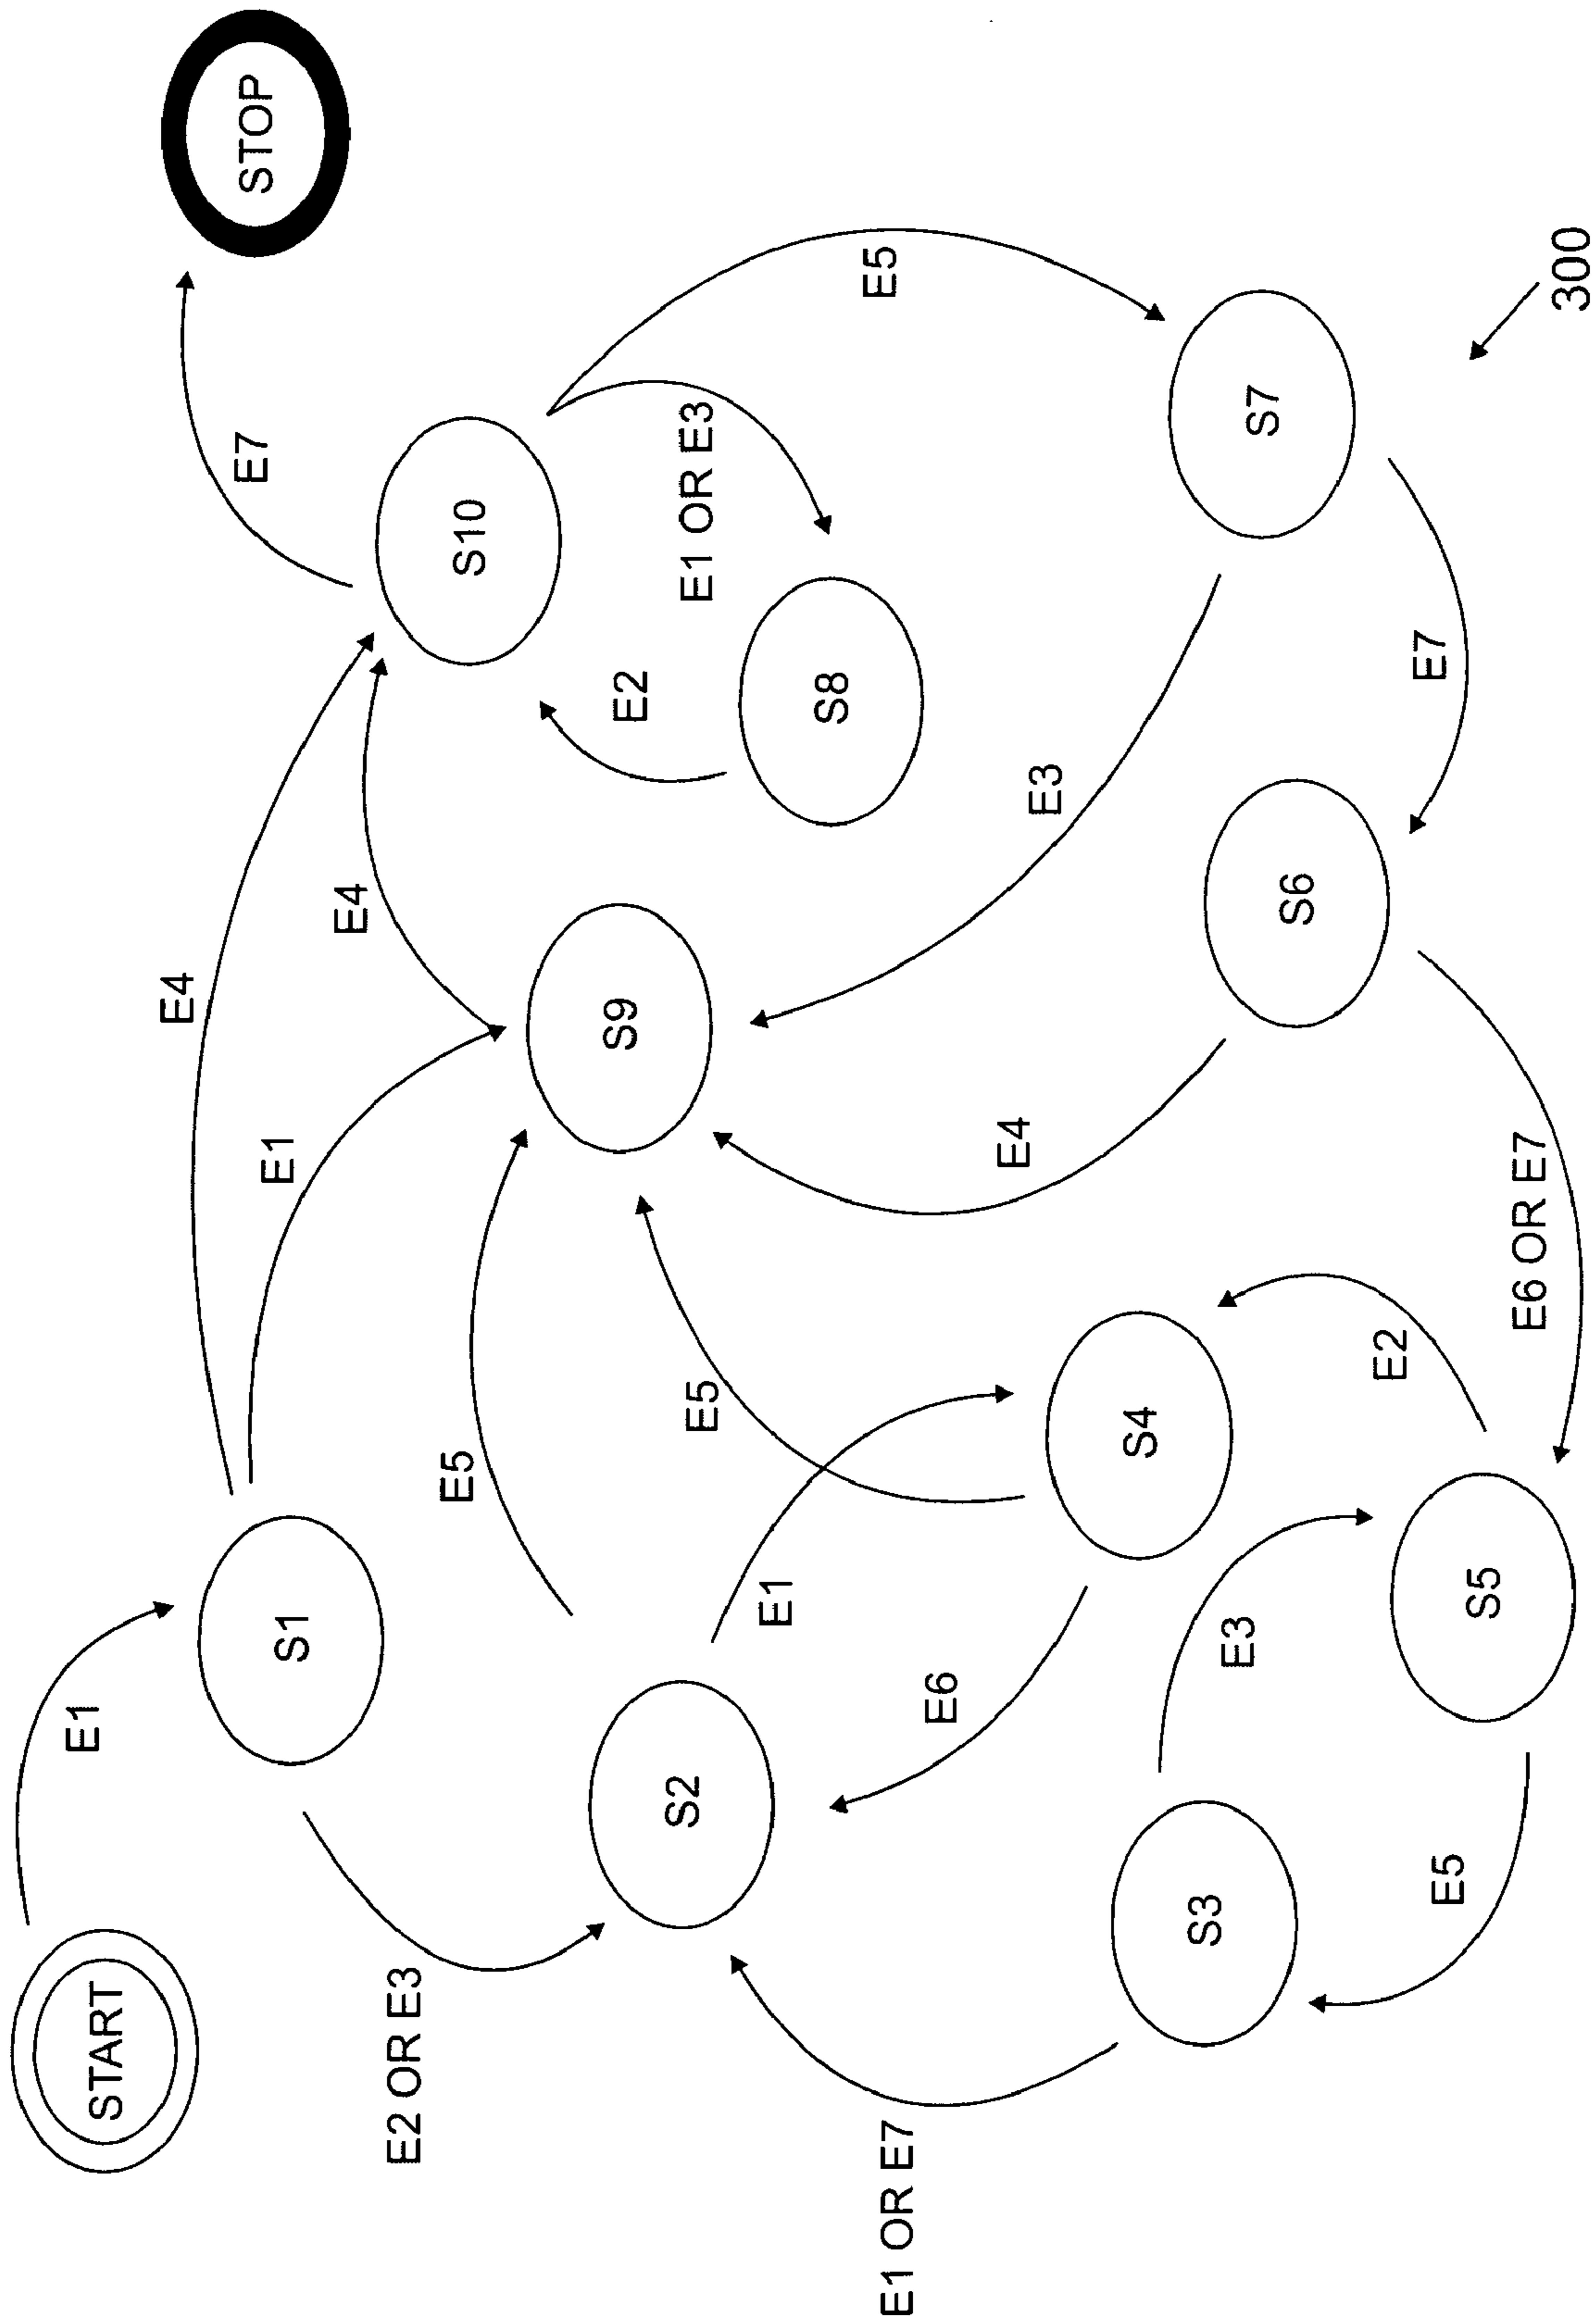 START
E1
S1
E4
E1
E4
E7
STOP
E2 OR E3
S2
E5
E5
S9
E2
S10
E1 OR E3
E5
E1
E6
S8
E1 OR E7
S3
E3
S4
E4
E3
S7
E5
S5
E2
E6 OR E7
S6
E7
300